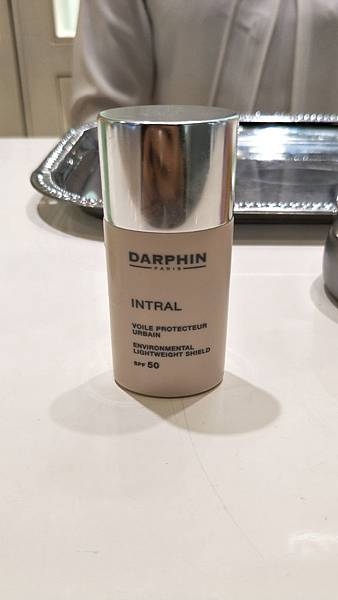 DARPHIN
PARIS
INTRAL
VOILE PROTECTEUR
URBAIN
ENVIRONMENTAL
LIGHTWEIGHT SHIELD
SPF 50